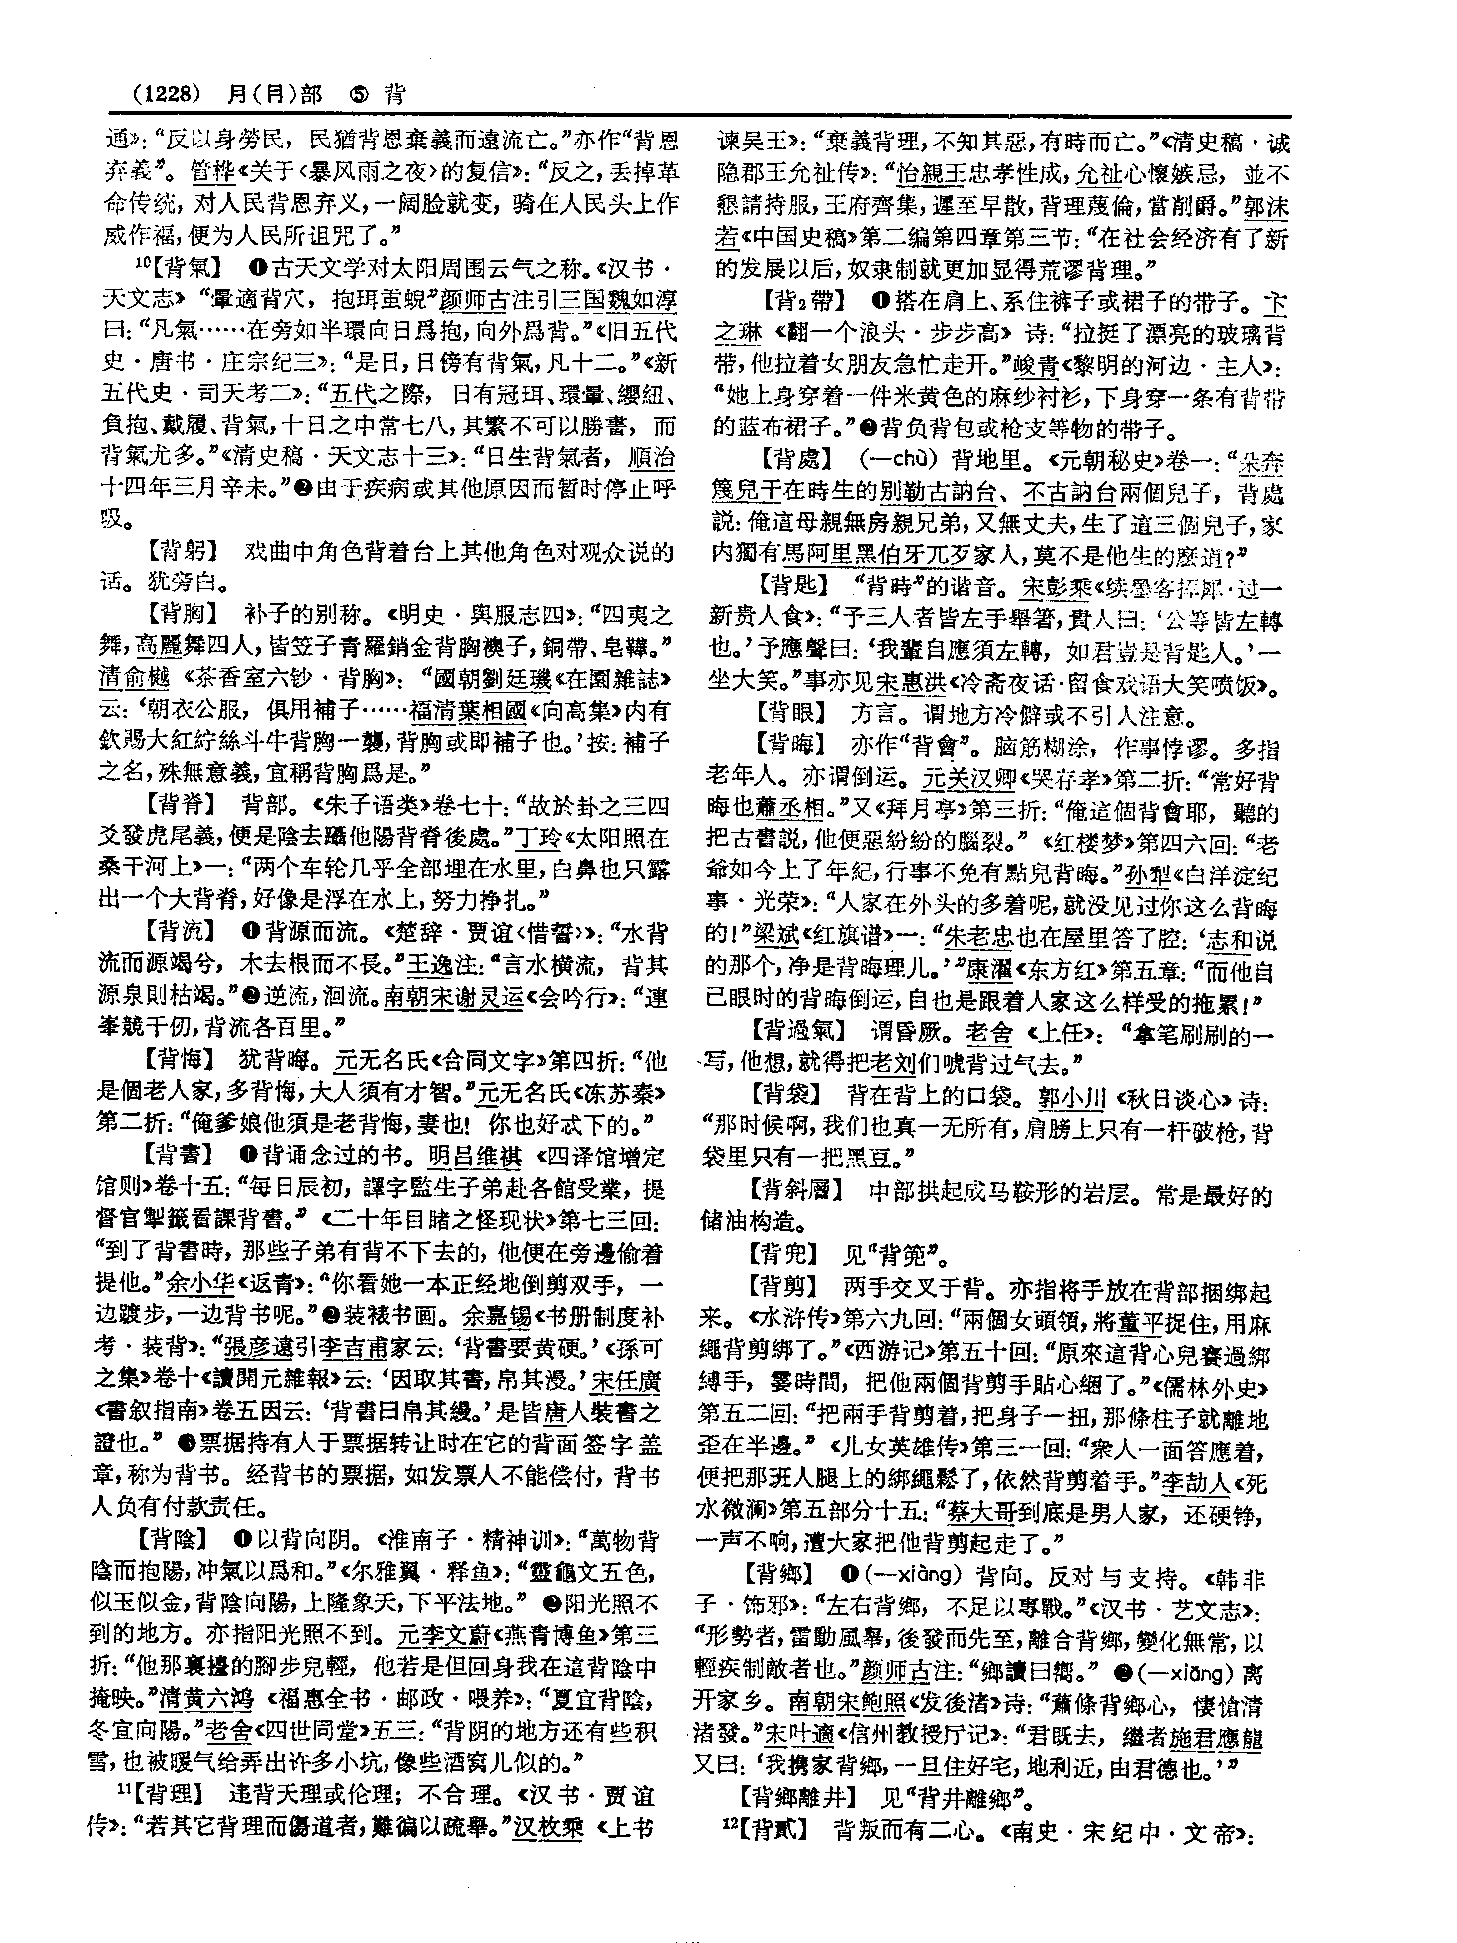 （1228） 月(⺼)部 ⑤ 背
通》：“反以身勞民，民猶背恩棄義而遠流亡。”亦作“背恩
弃義”。管桦《关于〈暴风雨之夜〉的复信》：“反之，丢掉革
命传统，对人民背恩弃义，一阔脸就变，骑在人民头上作
威作福，便为人民所诅咒了。”
¹⁰【背氣】 ❶古天文学对太阳周围云气之称。《汉书·
天文志》“暈適背穴，抱珥䖟蜺”颜师古注引三国魏如淳
曰：“凡氣……在旁如半環向日爲抱，向外爲背。”《旧五代
史·唐书·庄宗纪三》：“是日，日傍有背氣，凡十二。”《新
五代史·司天考二》：“五代之際，日有冠珥、環暈、纓紐、
負抱、戴履、背氣，十日之中常七八，其繁不可以勝書，而
背氣尤多。”《清史稿·天文志十三》：“日生背氣者，順治
十四年三月辛未。”❷由于疾病或其他原因而暂时停止呼
吸。
【背躬】 戏曲中角色背着台上其他角色对观众说的
话。犹旁白。
【背胸】 补子的别称。《明史·舆服志四》：“四夷之
舞，高麗舞四人，皆笠子青羅銷金背胸襖子，銅帶、皂鞾。”
清俞樾《茶香室六钞·背胸》：“國朝劉廷璣《在園雜誌》
云：‘朝衣公服，俱用補子……福清葉相國《向高集》内有
欽賜大紅紵絲斗牛背胸一襲，背胸或即補子也。’按：補子
之名，殊無意義，宜稱背胸爲是。”
【背脊】 背部。《朱子语类》卷七十：“故於卦之三四
爻發虎尾義，便是陰去躡他陽背脊後處。”丁玲《太阳照在
桑干河上》一：“两个车轮几乎全部埋在水里，白鼻也只露
出一个大背脊，好像是浮在水上，努力挣扎。”
【背流】 ❶背源而流。《楚辞·贾谊〈惜誓〉》：“水背
流而源竭兮，木去根而不長。”王逸注：“言水橫流，背其
源泉則枯竭。”❷逆流，洄流。南朝宋谢灵运《会吟行》：“連
峯競千仞，背流各百里。”
【背悔】 犹背晦。元无名氏《合同文字》第四折：“他
是個老人家，多背悔，大人須有才智。”元无名氏《冻苏秦》
第二折：“俺爹娘他須是老背悔，妻也！你也好忒下的。”
【背書】 ❶背诵念过的书。明吕维祺《四译馆增定
馆则》卷十五：“每日辰初，譯字監生子弟赴各館受業，提
督官掣籤看課背書。”《二十年目睹之怪现状》第七三回：
“到了背書時，那些子弟有背不下去的，他便在旁邊偷着
提他。”余小华《返青》：“你看她一本正经地倒剪双手，一
边踱步，一边背书呢。”❷装裱书画。余嘉锡《书册制度补
考·装背》：“張彦遠引李吉甫家云：‘背書要黄硬。’《孫可
之集》卷十《讀開元雜報》云：‘因取其書，帛其漫。’宋任廣
《書叙指南》卷五因云：‘背書曰帛其縵。’是皆唐人裝書之
證也。”❸票据持有人于票据转让时在它的背面签字盖
章，称为背书。经背书的票据，如发票人不能偿付，背书
人负有付款责任。
【背陰】 ❶以背向阴。《淮南子·精神训》：“萬物背
陰而抱陽，冲氣以爲和。”《尔雅翼·释鱼》：“靈龜文五色，
似玉似金，背陰向陽，上隆象天，下平法地。”❷阳光照不
到的地方。亦指阳光照不到。元李文蔚《燕青博鱼》第三
折：“他那裏擡的脚步兒輕，他若是但回身我在這背陰中
掩映。”清黄六鸿《福惠全书·邮政·喂养》：“夏宜背陰，
冬宜向陽。”老舍《四世同堂》五三：“背阴的地方还有些积
雪，也被暖气给弄出许多小坑，像些酒窝儿似的。”
¹¹【背理】 违背天理或伦理；不合理。《汉书·贾谊
传》：“若其它背理而傷道者，難徧以疏舉。”汉枚乘《上书
谏吴王》：“棄義背理，不知其惡，有時而亡。”《清史稿·诚
隐郡王允祉传》：“怡親王忠孝性成，允祉心懷嫉忌，並不
懇請持服，王府齊集，遲至早散，背理蔑倫，當削爵。”郭沫
若《中国史稿》第二编第四章第三节：“在社会经济有了新
的发展以后，奴隶制就更加显得荒谬背理。”
【背₂帶】 ❶搭在肩上、系住裤子或裙子的带子。卞
之琳《翻一个浪头·步步高》诗：“拉挺了漂亮的玻璃背
带，他拉着女朋友急忙走开。”峻青《黎明的河边·主人》：
“她上身穿着一件米黄色的麻纱衬衫，下身穿一条有背带
的蓝布裙子。”❷背负背包或枪支等物的带子。
【背處】 （—chù）背地里。《元朝秘史》卷一：“朵奔
篾兒干在時生的别勒古訥台、不古訥台兩個兒子，背處
説：俺這母親無房親兄弟，又無丈夫，生了這三個兒子，家
内獨有馬阿里黑伯牙兀歹家人，莫不是他生的麽道？”
【背匙】 “背時”的谐音。宋彭乘《续墨客挥犀·过一
新贵人食》：“予三人者皆左手舉箸，貴人曰：‘公等皆左轉
也。’予應聲曰：‘我輩自應須左轉，如君豈是背匙人。’一
坐大笑。”事亦见宋惠洪《冷斋夜话·留食戏语大笑喷饭》。
【背眼】 方言。谓地方冷僻或不引人注意。
【背晦】 亦作“背會”。脑筋糊涂，作事悖谬。多指
老年人。亦谓倒运。元关汉卿《哭存孝》第二折：“常好背
晦也蕭丞相。”又《拜月亭》第三折：“俺這個背會耶，聽的
把古書説，他便惡紛紛的腦裂。”《红楼梦》第四六回：“老
爺如今上了年紀，行事不免有點兒背晦。”孙犁《白洋淀纪
事·光荣》：“人家在外头的多着呢，就没见过你这么背晦
的！”梁斌《红旗谱》一：“朱老忠也在屋里答了腔：‘志和说
的那个，净是背晦理儿。’”康濯《东方红》第五章：“而他自
己眼时的背晦倒运，自也是跟着人家这么样受的拖累！”
【背過氣】 谓昏厥。老舍《上任》：“拿笔刷刷的一
写，他想，就得把老刘们唬背过气去。”
【背袋】 背在背上的口袋。郭小川《秋日谈心》诗：
“那时候啊，我们也真一无所有，肩膀上只有一杆破枪，背
袋里只有一把黑豆。”
【背斜層】 中部拱起成马鞍形的岩层。常是最好的
储油构造。
【背兜】 见“背篼”。
【背剪】 两手交叉于背。亦指将手放在背部捆绑起
来。《水浒传》第六九回：“兩個女頭領，將董平捉住，用麻
繩背剪綁了。”《西游记》第五十回：“原來這背心兒賽過綁
縛手，霎時間，把他兩個背剪手貼心綑了。”《儒林外史》
第五二回：“把兩手背剪着，把身子一扭，那條柱子就離地
歪在半邊。”《儿女英雄传》第三一回：“衆人一面答應着，
便把那班人腿上的綁繩鬆了，依然背剪着手。”李劼人《死
水微澜》第五部分十五：“蔡大哥到底是男人家，还硬铮，
一声不响，遭大家把他背剪起走了。”
【背鄉】 ❶（—xiàng）背向。反对与支持。《韩非
子·饰邪》：“左右背鄉，不足以專戰。”《汉书·艺文志》：
“形勢者，雷動風舉，後發而先至，離合背鄉，變化無常，以
輕疾制敵者也。”颜师古注：“鄉讀曰嚮。”❷（—xiāng）离
开家乡。南朝宋鲍照《发後渚》诗：“蕭條背鄉心，悽愴清
渚發。”宋叶適《信州教授厅记》：“君既去，繼者施君應龍
又曰：‘我携家背鄉，一旦住好宅，地利近，由君德也。’”
【背鄉離井】 见“背井離鄉”。
¹²【背貳】 背叛而有二心。《南史·宋纪中·文帝》：